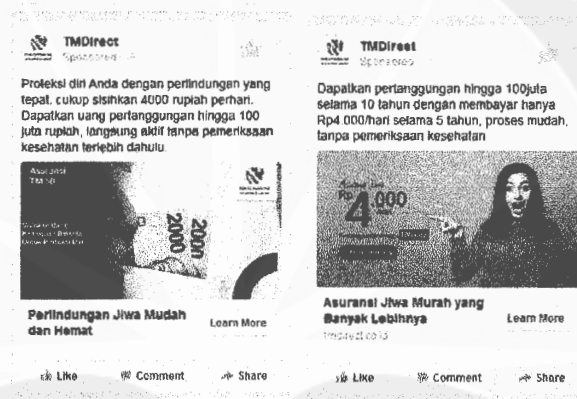 TMDirect
Sponsored
Proteksi diri Anda dengan perlindungan yang
tepat, cukup sisihkan 4000 rupiah perhari.
Dapatkan uang pertanggungan hingga 100
juta rupiah, langsung aktif tanpa pemeriksaan
kesehatan terlebih dahulu
Asuransi
2000
2000
Perlindungan Jiwa Mudah
dan Hemat
Learn More
Like
Comment
Share
TMDirect
Sponsored
Dapatkan pertanggungan hingga 100juta
selama 10 tahun dengan membayar hanya
Rp4.000/hari selama 5 tahun, proses mudah,
tanpa pemeriksaan kesehatan
Rp
4.000
Asuransi Jiwa Murah yang
Banyak Lebihnya
Learn More
tmdirect.co.id
Like
Comment
Share